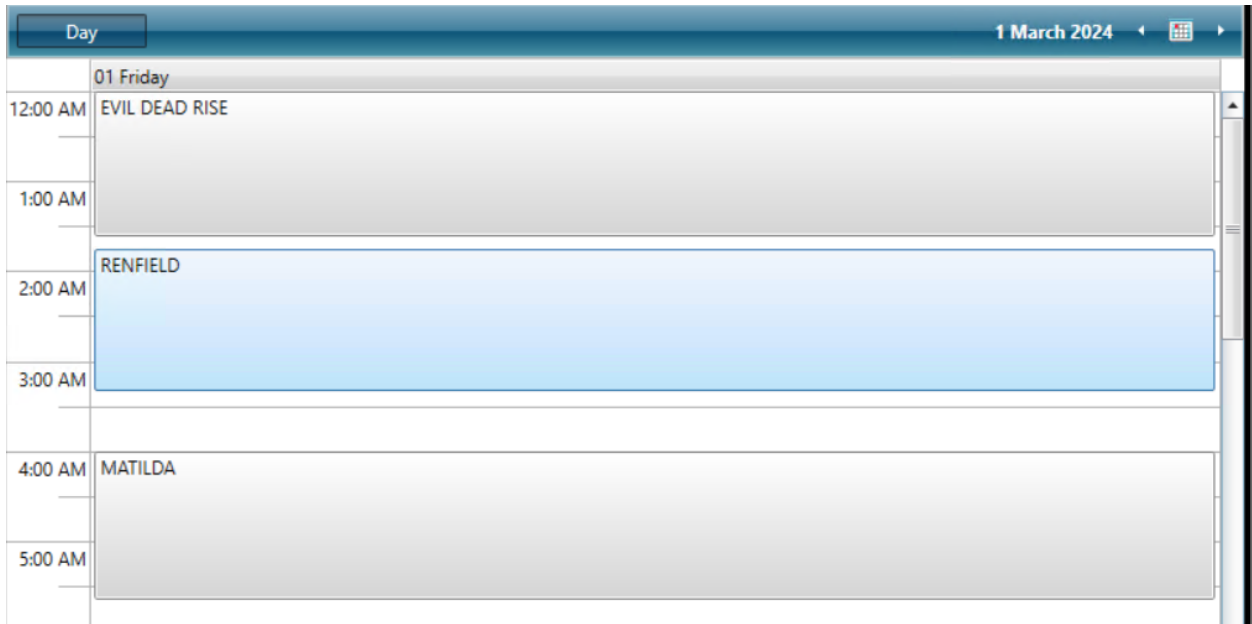 Day 1 March 2024
01 Friday
12:00 AM EVIL DEAD RISE
1:00 AM
RENFIELD
2:00 AM
3:00 AM
4:00 AM MATILDA
5:00 AM